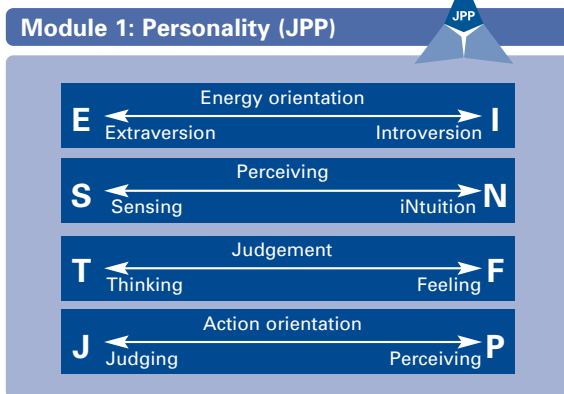 JPP
Module 1: Personality (JPP)
Energy orientation
E I
Extraversion Introversion
Perceiving
S N
Sensing iNtuition
Judgement
T F
Thinking Feeling
Action orientation
J P
Judging Perceiving